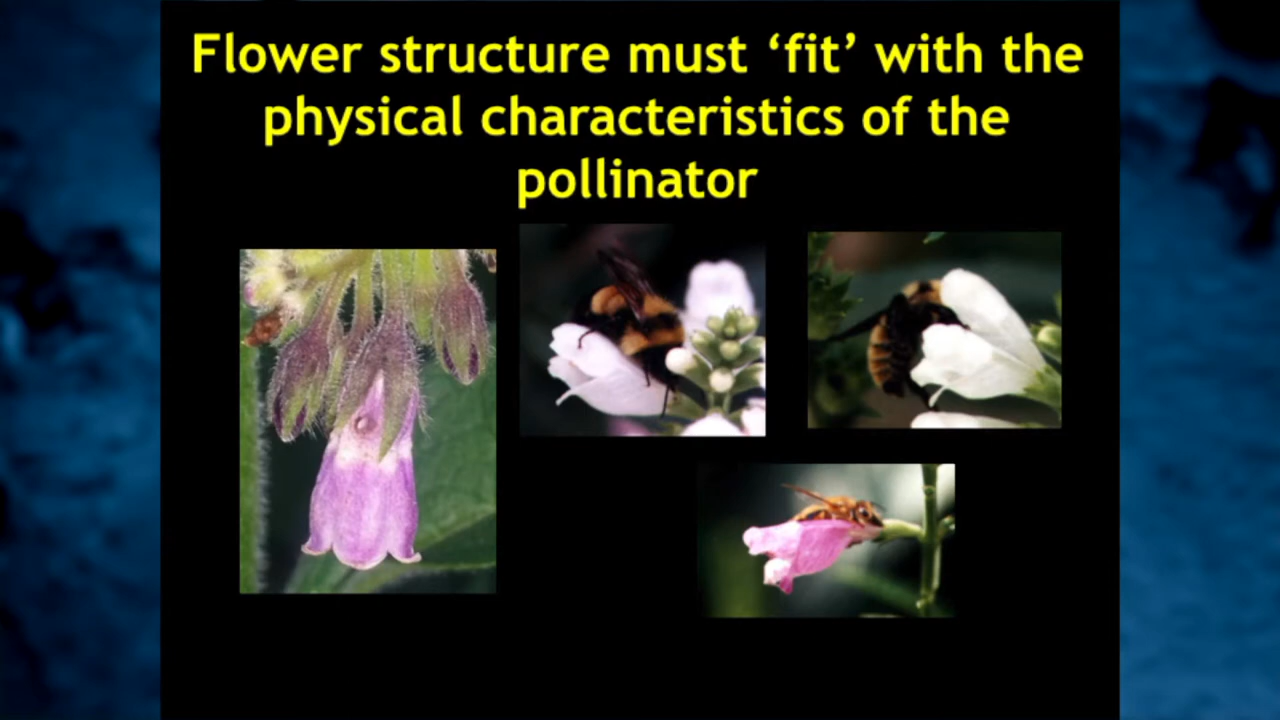 Flower structure must ‘fit’ with the
physical characteristics of the
pollinator